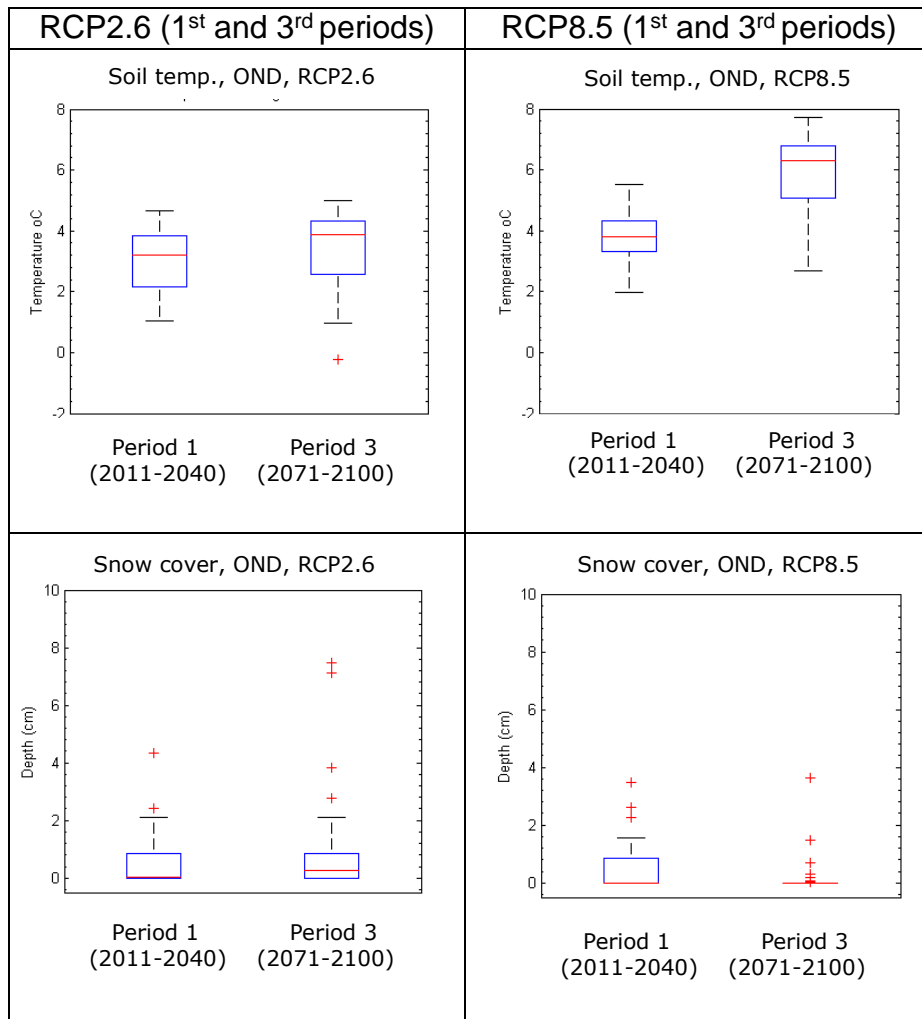 RCP2.6 (1st and 3rd periods)
RCP8.5 (1st and 3rd periods)
Soil temp., OND, RCP2.6
8
6
4
2
0
-2
Temperature oC
Period 1
(2011-2040)
Period 3
(2071-2100)
Soil temp., OND, RCP8.5
8
6
4
2
0
-2
Temperature oC
Period 1
(2011-2040)
Period 3
(2071-2100)
Snow cover, OND, RCP2.6
10
8
6
4
2
0
Depth (cm)
Period 1
(2011-2040)
Period 3
(2071-2100)
Snow cover, OND, RCP8.5
10
8
6
4
2
0
Depth (cm)
Period 1
(2011-2040)
Period 3
(2071-2100)